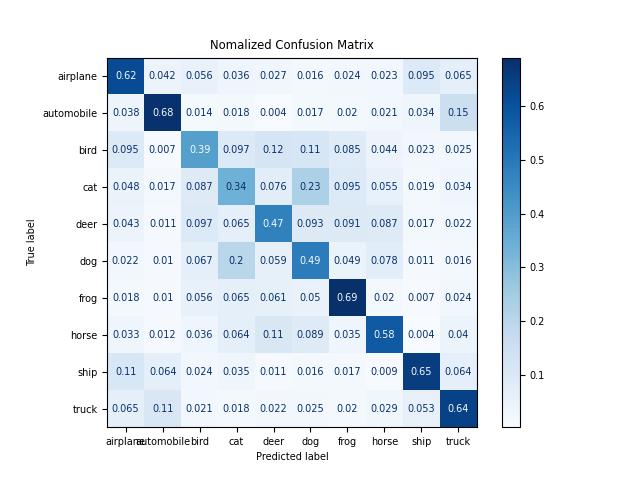 Nomalized Confusion Matrix
airplane 0.62 0.042 0.056 0.036 0.027 0.016 0.024 0.023 0.095 0.065
automobile 0.038 0.68 0.014 0.018 0.004 0.017 0.02 0.021 0.034 0.15
bird 0.095 0.007 0.39 0.097 0.12 0.11 0.085 0.044 0.023 0.025
cat 0.048 0.017 0.087 0.34 0.076 0.23 0.095 0.055 0.019 0.034
deer 0.043 0.011 0.097 0.065 0.47 0.093 0.091 0.087 0.017 0.022
dog 0.022 0.01 0.067 0.2 0.059 0.49 0.049 0.078 0.011 0.016
frog 0.018 0.01 0.056 0.065 0.061 0.05 0.69 0.02 0.007 0.024
horse 0.033 0.012 0.036 0.064 0.11 0.089 0.035 0.58 0.004 0.04
ship 0.11 0.064 0.024 0.035 0.011 0.016 0.017 0.009 0.65 0.064
truck 0.065 0.11 0.021 0.018 0.022 0.025 0.02 0.029 0.053 0.64
airplane automobile bird cat deer dog frog horse ship truck
Predicted label
True label
0.6
0.5
0.4
0.3
0.2
0.1